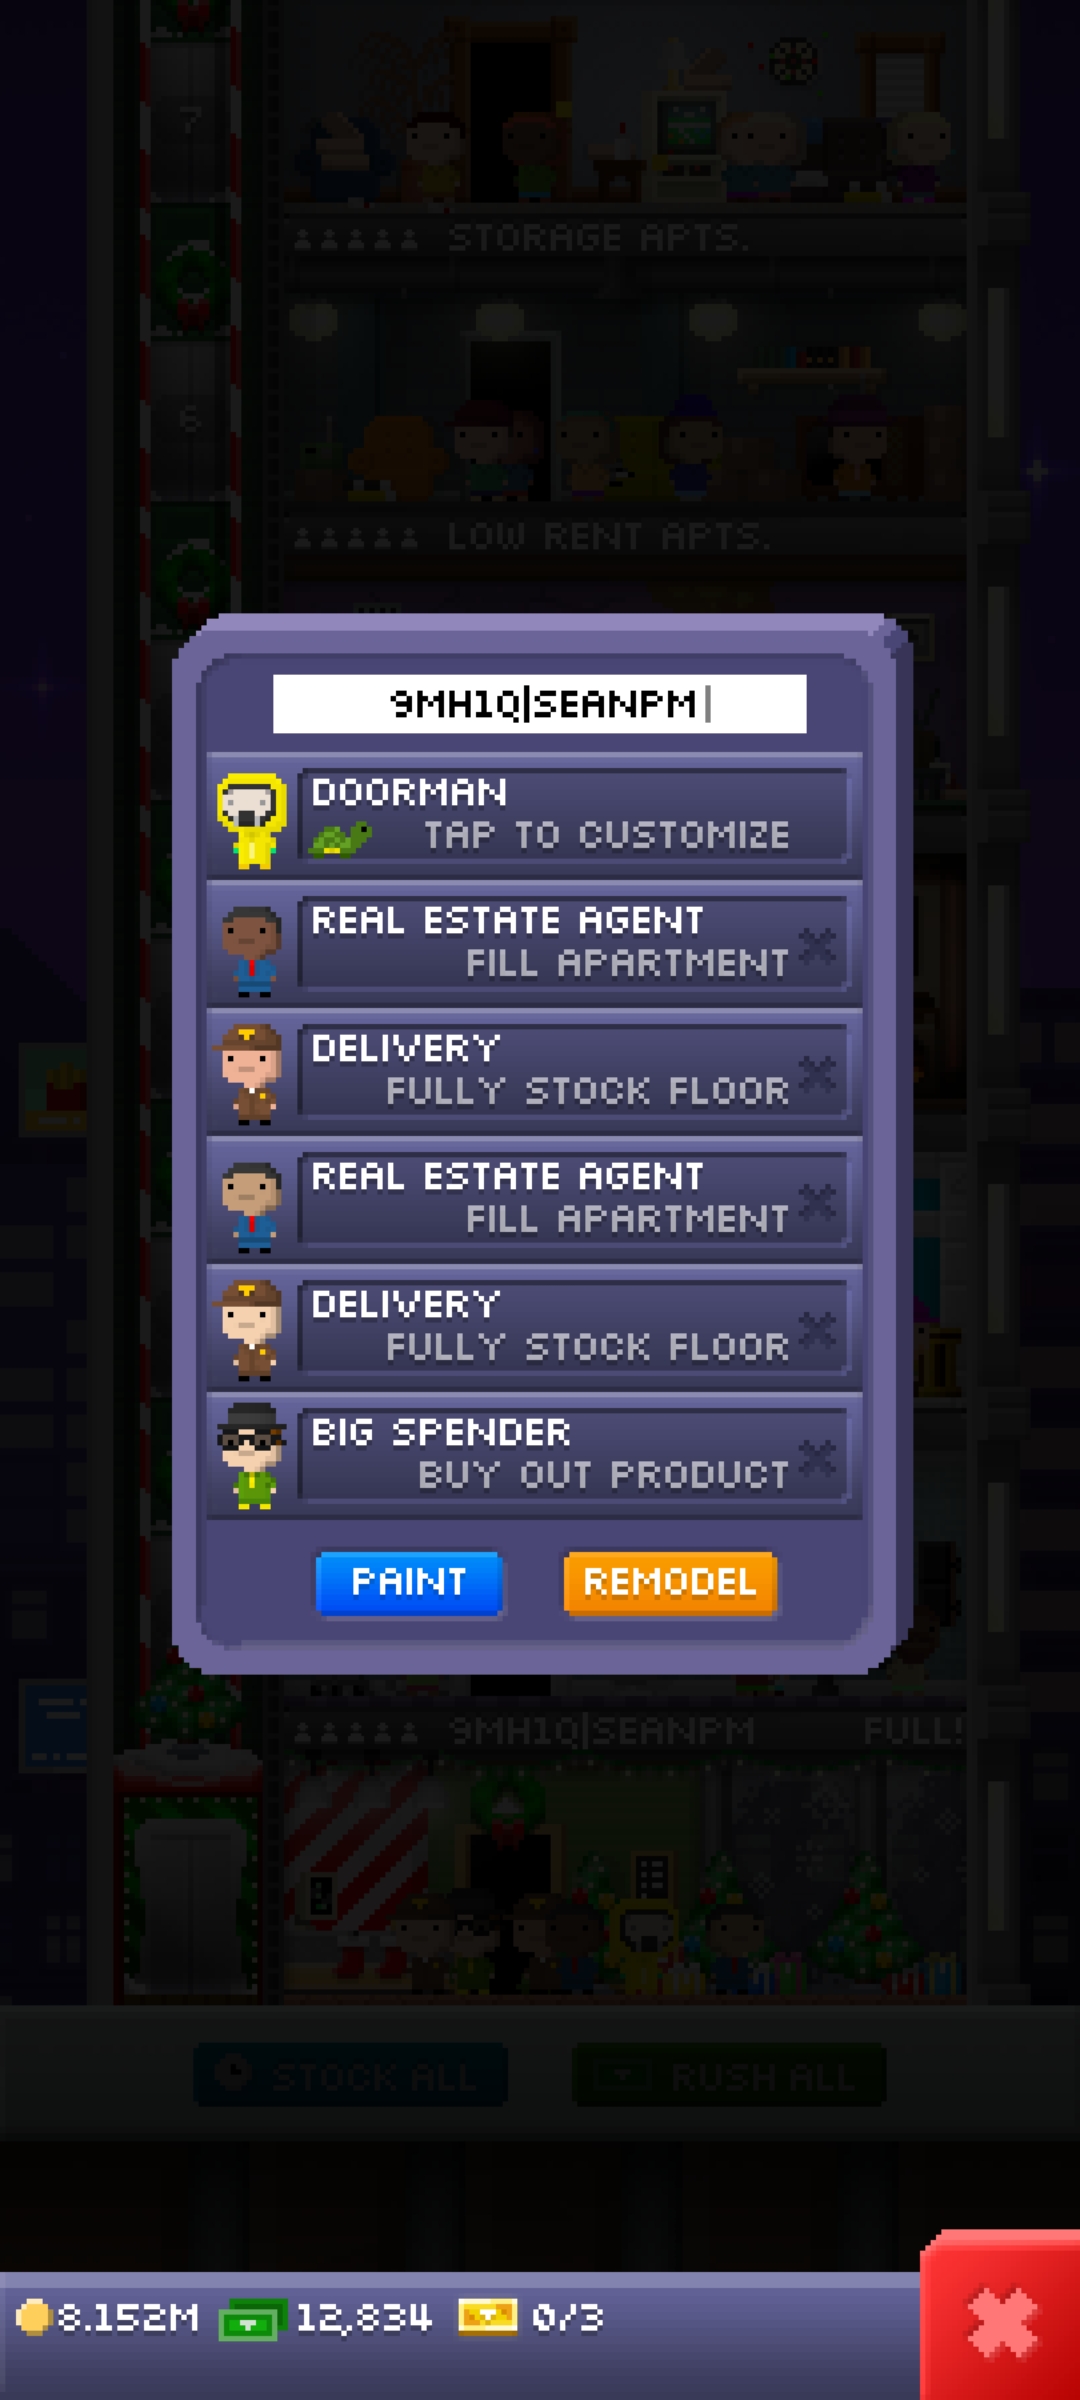 7
STORAGE APTS.
6
LOW RENT APTS.
9MH1Q|SEANPM
DOORMAN
TAP TO CUSTOMIZE
REAL ESTATE AGENT
FILL APARTMENT
DELIVERY
FULLY STOCK FLOOR
REAL ESTATE AGENT
FILL APARTMENT
DELIVERY
FULLY STOCK FLOOR
BIG SPENDER
BUY OUT PRODUCT
PAINT REMODEL
9MH1Q|SEANPM FULL!
STOCK ALL RUSH ALL
8.152M 12,834 0/3